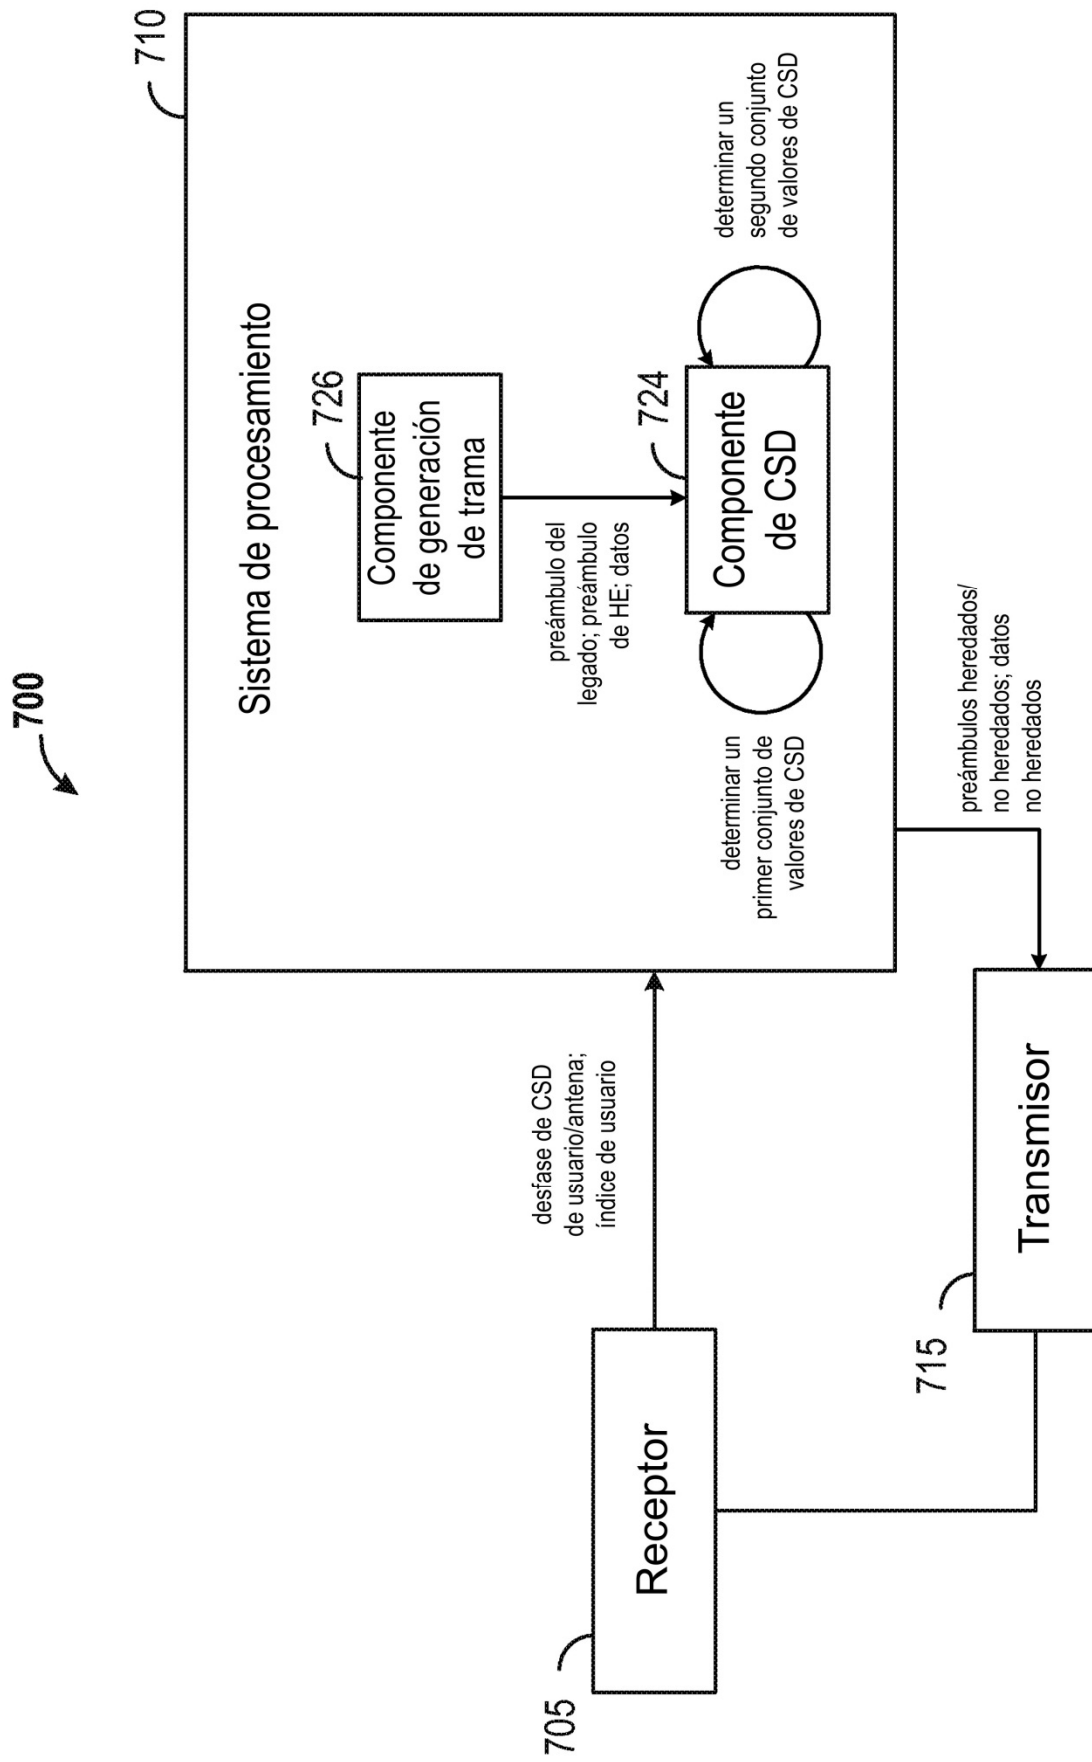 700
710
Sistema de procesamiento
726
Componente
de generación
de trama
preámbulo del
legado; preámbulo
de HE; datos
724
Componente
de CSD
determinar un
primer conjunto de
valores de CSD
determinar un
segundo conjunto
de valores de CSD
desfase de CSD
de usuario/antena;
índice de usuario
preámbulos heredados/
no heredados; datos
no heredados
705
Receptor
715
Transmisor